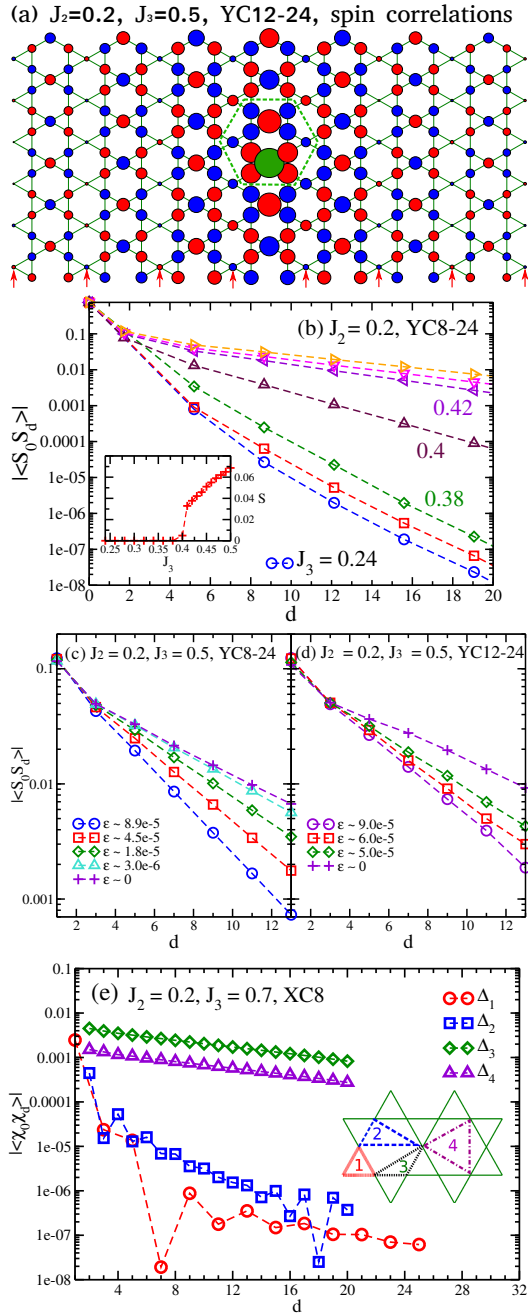 (a) J₂=0.2, J₃=0.5, YC12-24, spin correlations
(b) J₂ = 0.2, YC8-24
0.1
0.01
0.001
0.0001
1e-05
1e-06
1e-07
1e-08
|<S₀S_d>|
0.42
0.4
0.38
J₃ = 0.24
0.06
0.04
0.02
0
S
0.25 0.3 0.35 0.4 0.45 0.5
J₃
0 2 4 6 8 10 12 14 16 18 20
d
(c) J₂ = 0.2, J₃ = 0.5, YC8-24
(d) J₂ = 0.2, J₃ = 0.5, YC12-24
0.1
0.01
0.001
|<S₀S_d>|
ε ~ 8.9e-5
ε ~ 4.5e-5
ε ~ 1.8e-5
ε ~ 3.0e-6
ε ~ 0
ε ~ 9.0e-5
ε ~ 6.0e-5
ε ~ 5.0e-5
ε ~ 0
2 4 6 8 10 12 2 4 6 8 10 12
d d
(e) J₂ = 0.2, J₃ = 0.7, XC8
0.1
0.01
0.001
0.0001
1e-05
1e-06
1e-07
1e-08
|<χ₀χ_d>|
Δ₁
Δ₂
Δ₃
Δ₄
1
2
3
4
4 8 12 16 20 24 28 32
d